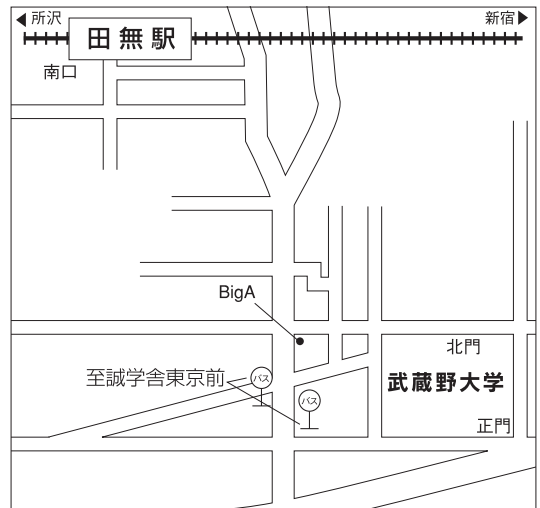 所沢
新宿
田無駅
南口
BigA
北門
至誠学舎東京前
バス
武蔵野大学
バス
正門